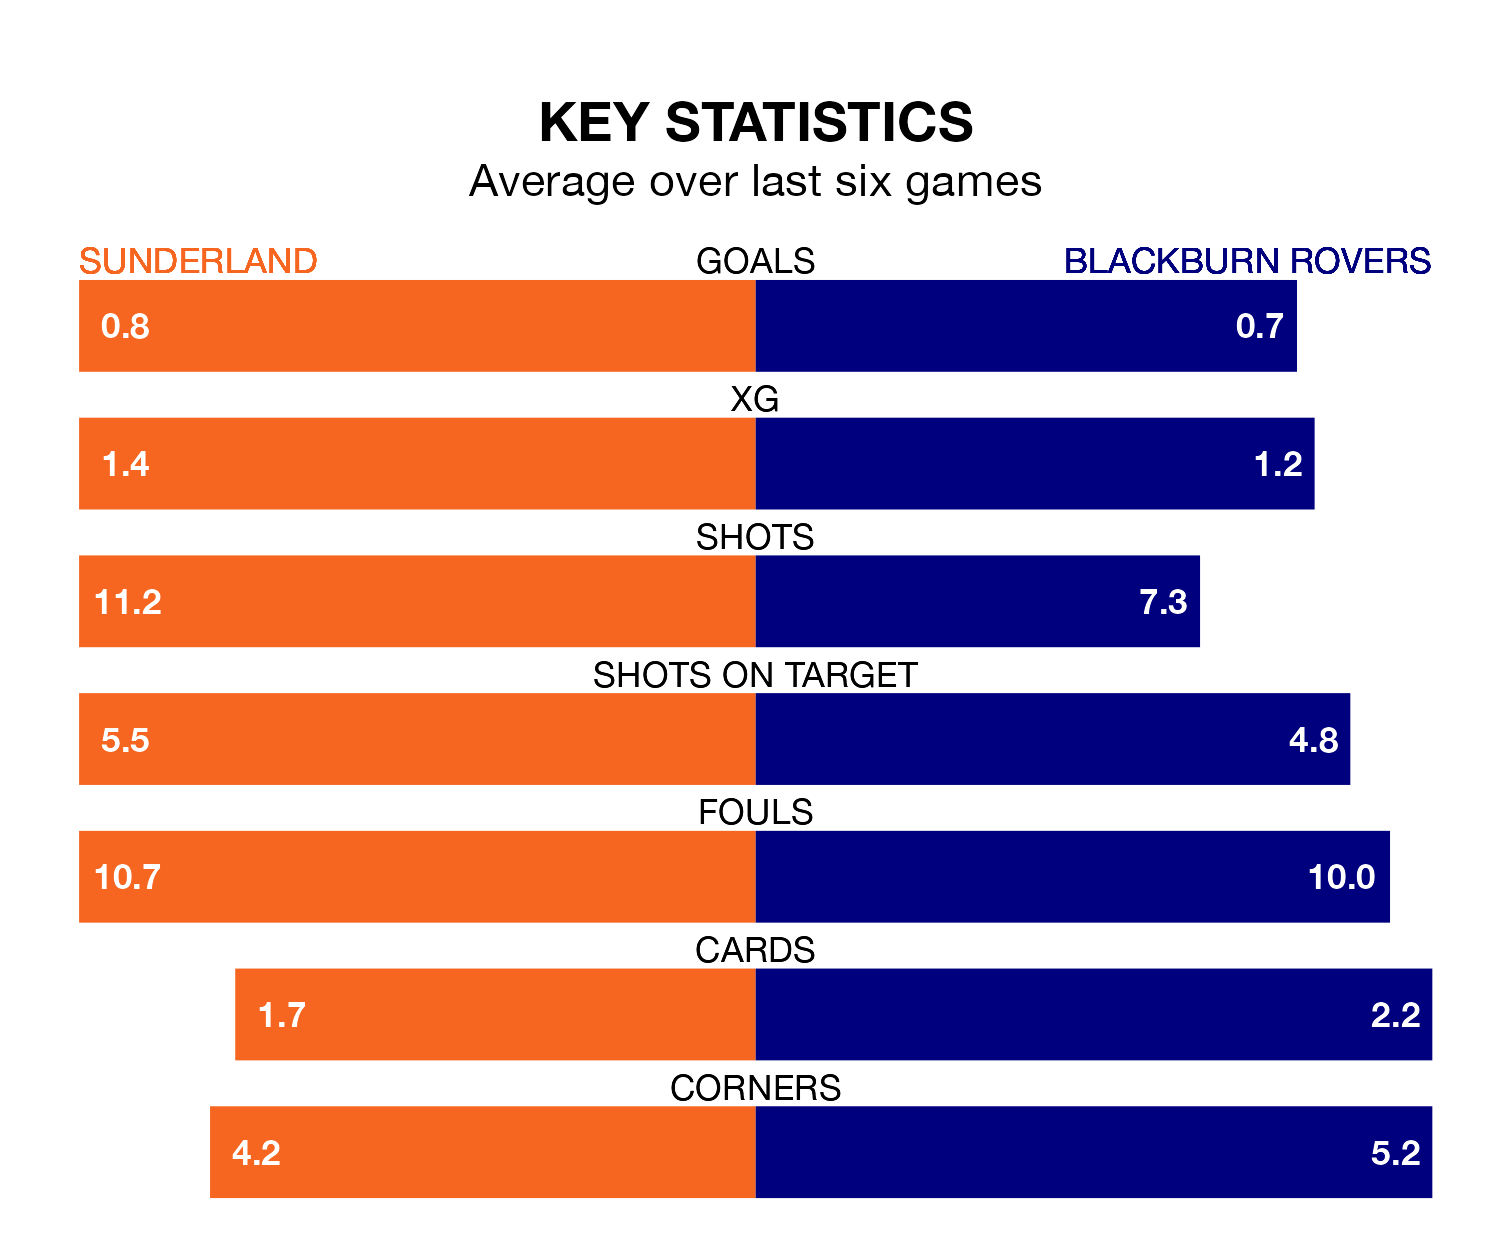 KEY STATISTICS
Average over last six games
SUNDERLAND GOALS BLACKBURN ROVERS
0.8 0.7
XG
1.4 1.2
SHOTS
11.2 7.3
SHOTS ON TARGET
5.5 4.8
FOULS
10.7 10.0
CARDS
1.7 2.2
CORNERS
4.2 5.2